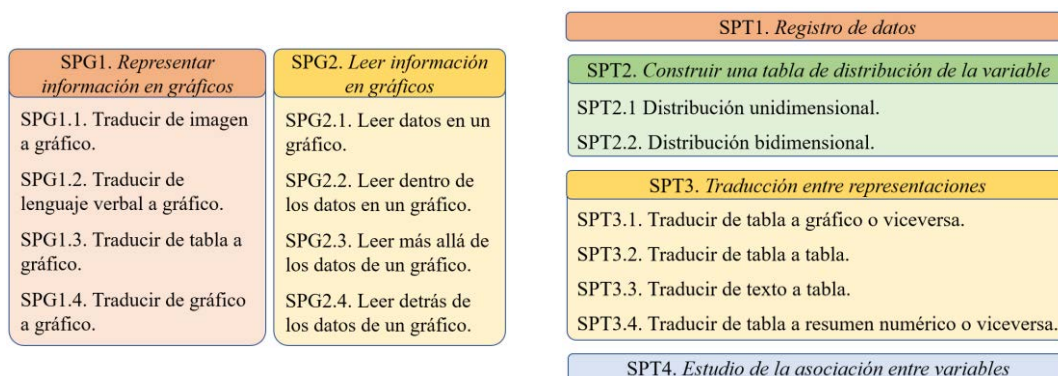 SPG1. Representar
información en gráficos
SPG1.1. Traducir de imagen
a gráfico.
SPG1.2. Traducir de
lenguaje verbal a gráfico.
SPG1.3. Traducir de tabla a
gráfico.
SPG1.4. Traducir de gráfico
a gráfico.
SPG2. Leer información
en gráficos
SPG2.1. Leer datos en un
gráfico.
SPG2.2. Leer dentro de
los datos en un gráfico.
SPG2.3. Leer más allá de
los datos de un gráfico.
SPG2.4. Leer detrás de
los datos de un gráfico.
SPT1. Registro de datos
SPT2. Construir una tabla de distribución de la variable
SPT2.1 Distribución unidimensional.
SPT2.2. Distribución bidimensional.
SPT3. Traducción entre representaciones
SPT3.1. Traducir de tabla a gráfico o viceversa.
SPT3.2. Traducir de tabla a tabla.
SPT3.3. Traducir de texto a tabla.
SPT3.4. Traducir de tabla a resumen numérico o viceversa.
SPT4. Estudio de la asociación entre variables